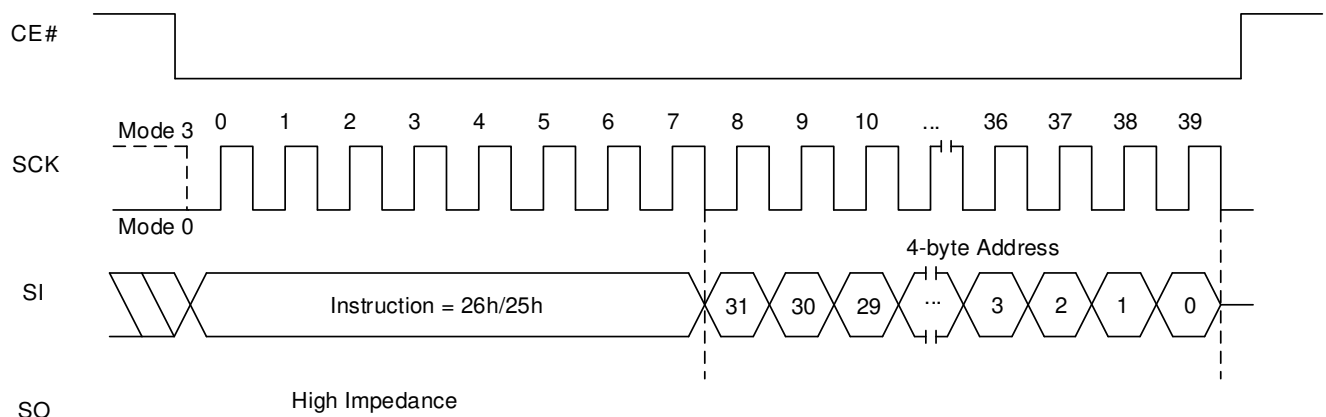 CE#
Mode 3 0 1 2 3 4 5 6 7 8 9 10 ... 36 37 38 39
SCK
Mode 0
4-byte Address
SI Instruction = 26h/25h 31 30 29 ... 3 2 1 0
High Impedance
SO